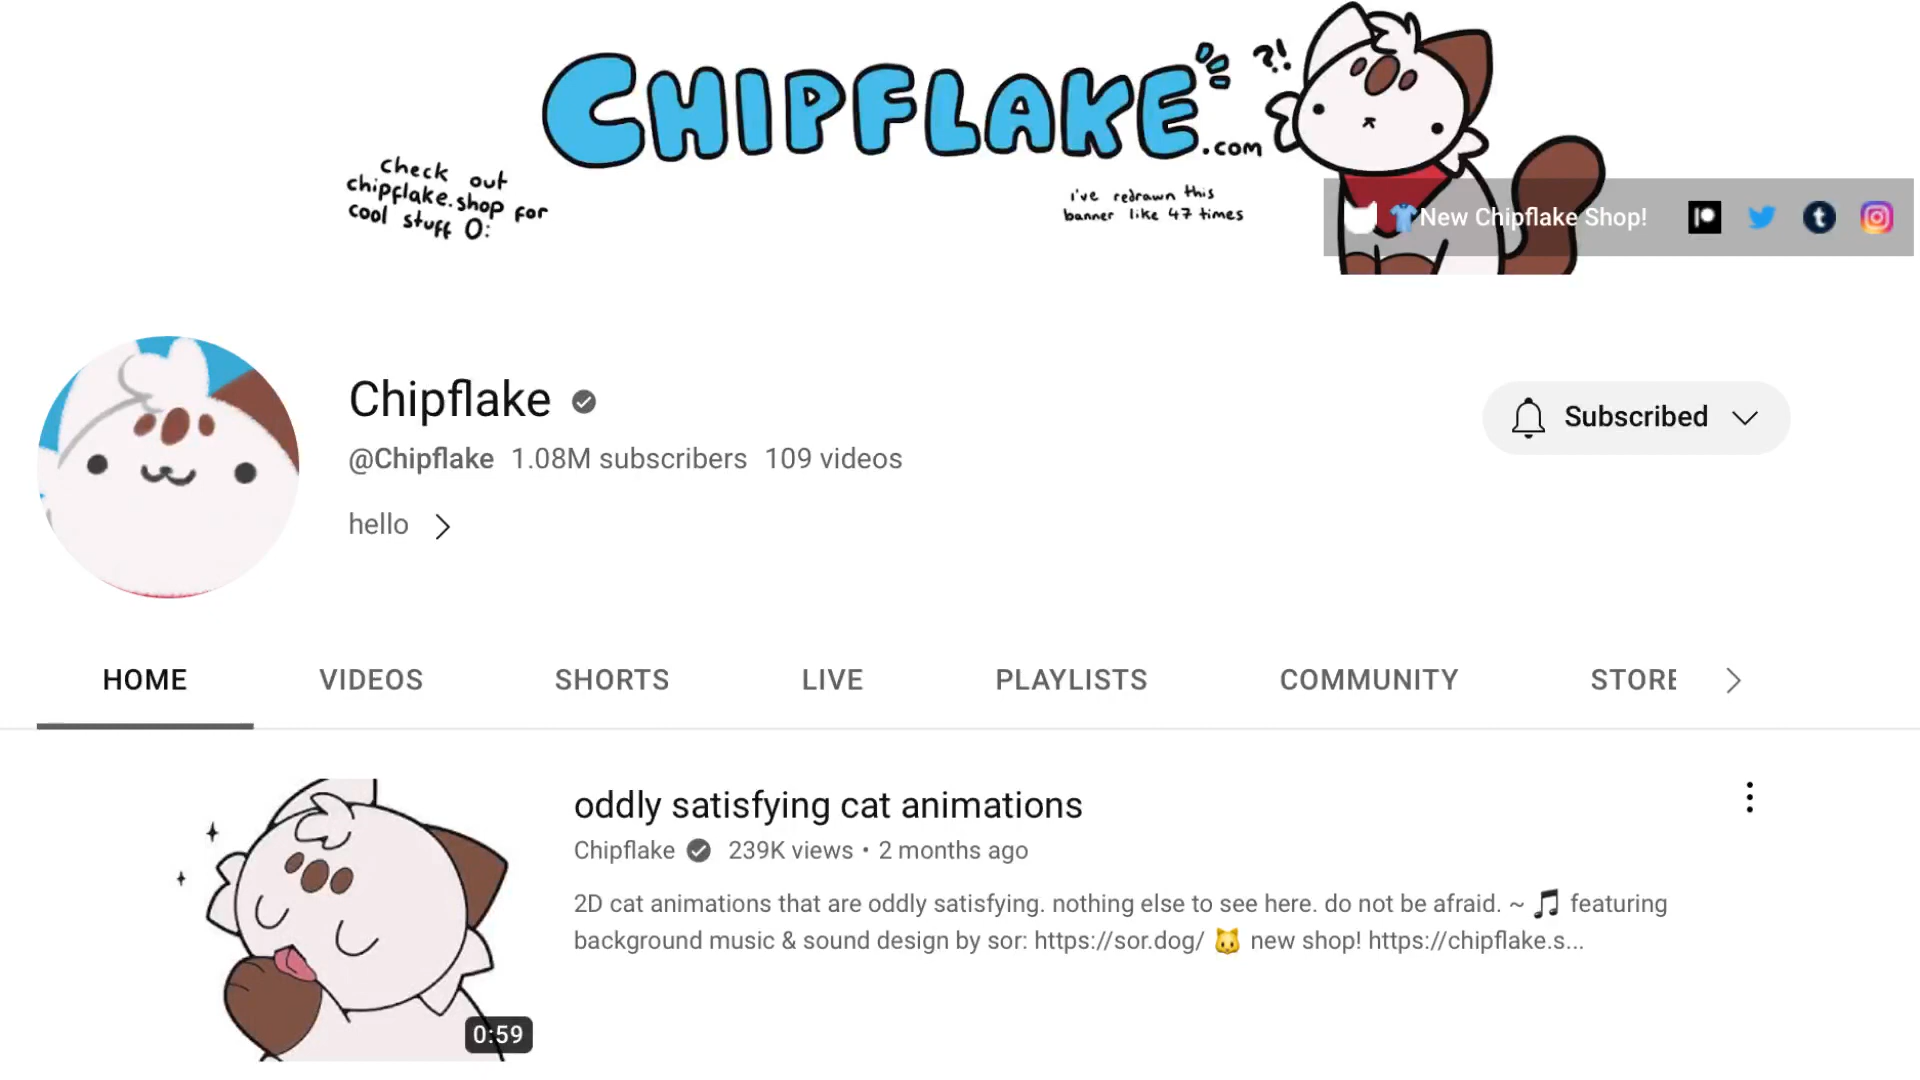 CHIPFLAKE
.com
?!
check out
chipflake.shop for
cool stuff O:
i've redrawn this
banner like 47 times
👕New Chipflake Shop!
Chipflake
@Chipflake 1.08M subscribers 109 videos
hello
Subscribed
HOME VIDEOS SHORTS LIVE PLAYLISTS COMMUNITY STORE
oddly satisfying cat animations
Chipflake 239K views • 2 months ago
2D cat animations that are oddly satisfying. nothing else to see here. do not be afraid. ~ 🎵 featuring
background music & sound design by sor: https://sor.dog/ 🐱 new shop! https://chipflake.s...
0:59